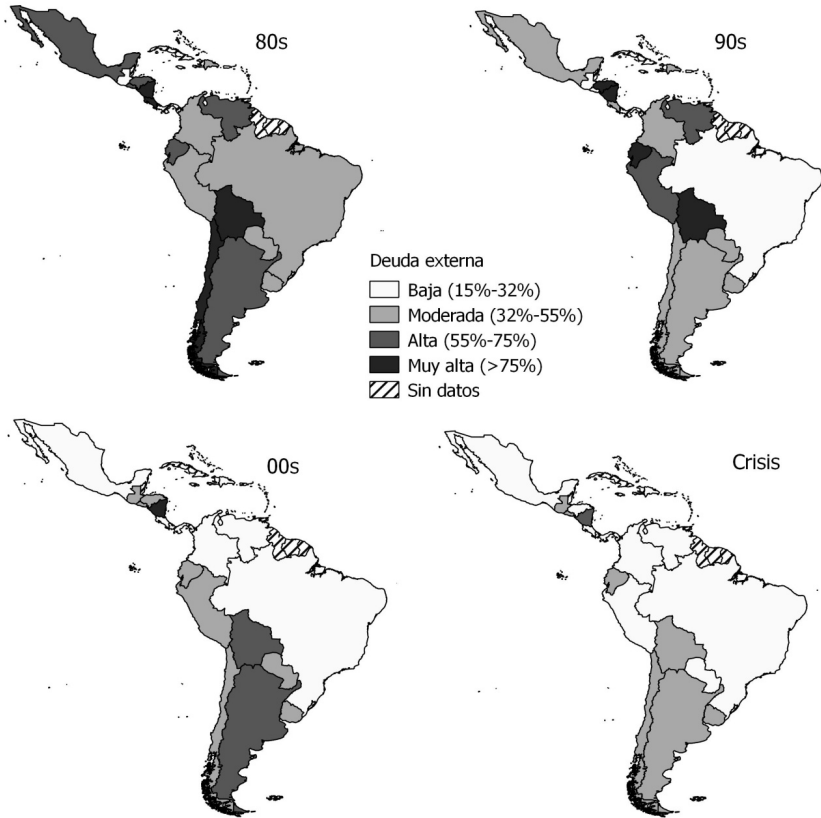 80s
90s
Deuda externa
Baja (15%-32%)
Moderada (32%-55%)
Alta (55%-75%)
Muy alta (>75%)
Sin datos
00s
Crisis